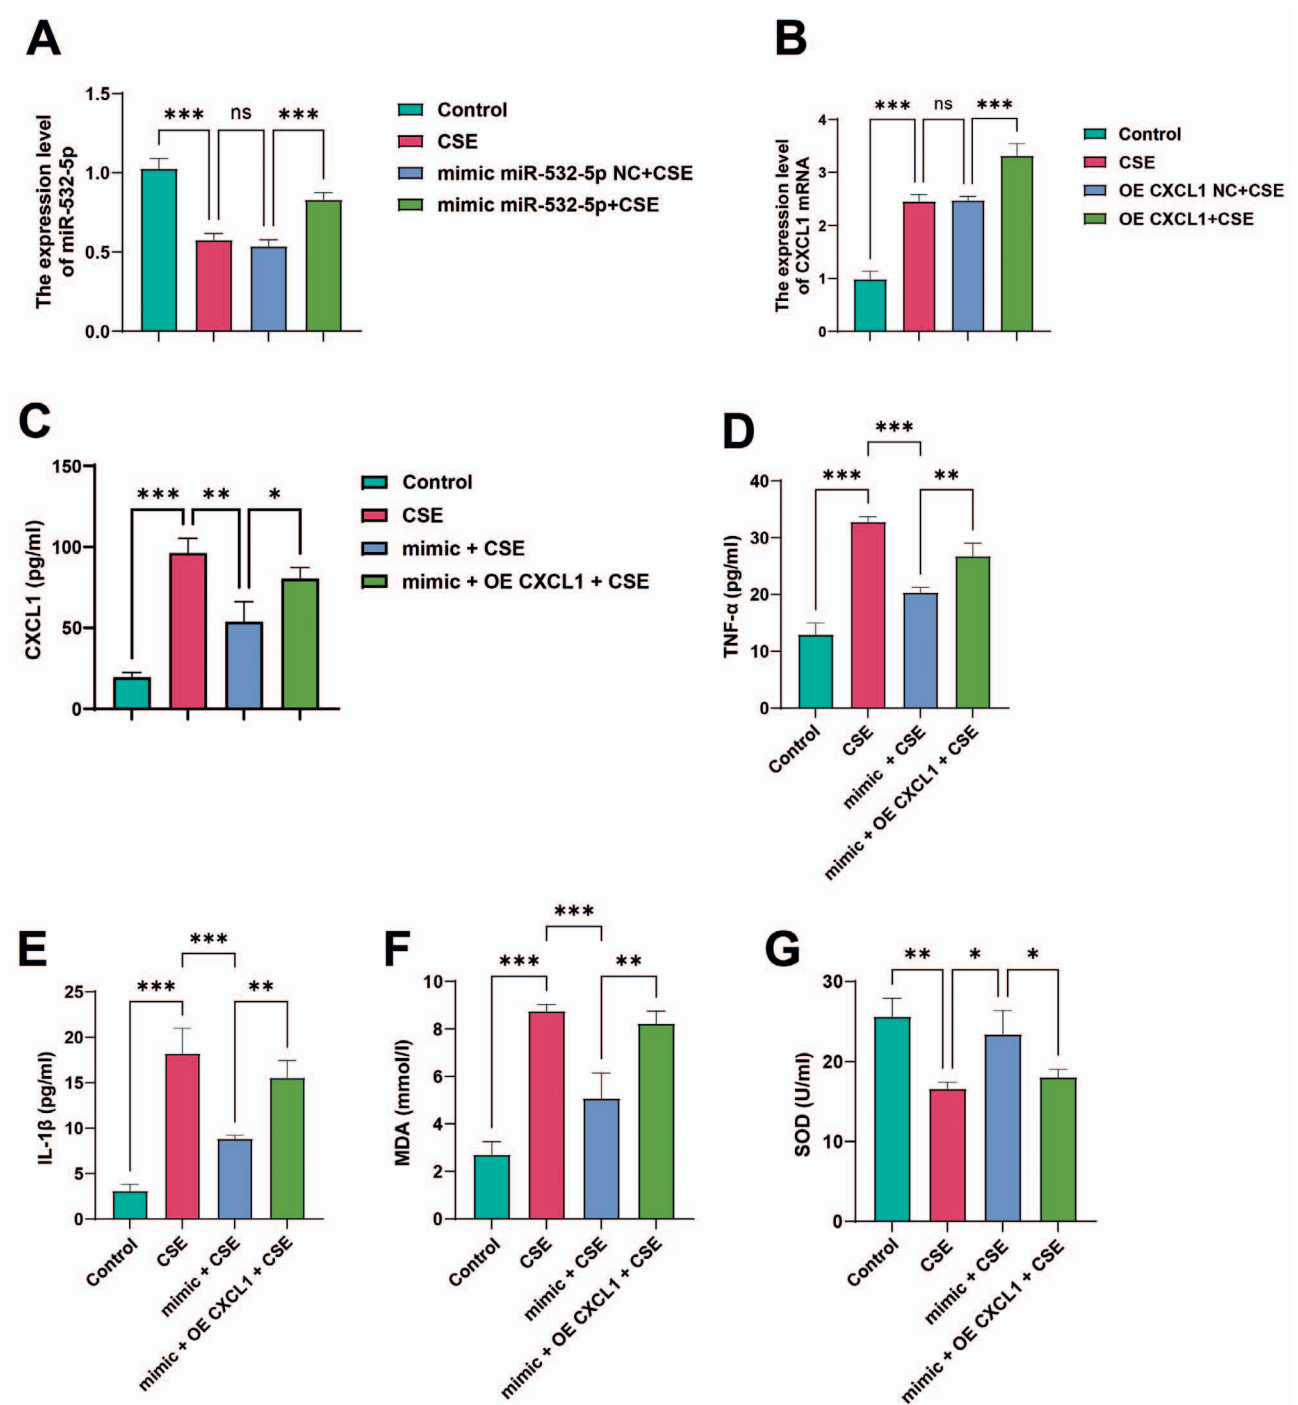 A
The expression level
of miR-532-5p
1.5
1.0
0.5
0.0
*** ns ***
Control
CSE
mimic miR-532-5p NC+CSE
mimic miR-532-5p+CSE
B
The expression level
of CXCL1 mRNA
4
3
2
1
0
*** ns ***
Control
CSE
OE CXCL1 NC+CSE
OE CXCL1+CSE
C
CXCL1 (pg/ml)
150
100
50
0
*** ** *
Control
CSE
mimic + CSE
mimic + OE CXCL1 + CSE
D
TNF-α (pg/ml)
40
30
20
10
0
***
*** **
Control
CSE
mimic + CSE
mimic + OE CXCL1 + CSE
E
IL-1β (pg/ml)
25
20
15
10
5
0
***
*** **
Control
CSE
mimic + CSE
mimic + OE CXCL1 + CSE
F
MDA (mmol/l)
10
8
6
4
2
0
***
*** **
Control
CSE
mimic + CSE
mimic + OE CXCL1 + CSE
G
SOD (U/ml)
30
20
10
0
** * *
Control
CSE
mimic + CSE
mimic + OE CXCL1 + CSE